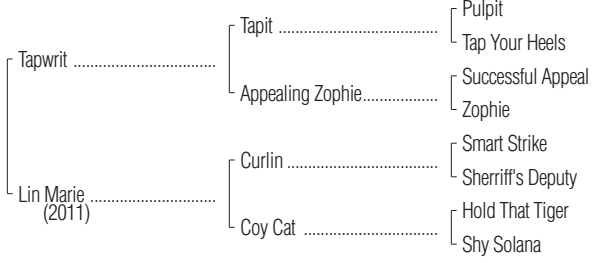 Pulpit
Tapit ......................................
Tap Your Heels
Tapwrit ..................................
Successful Appeal
Appealing Zophie..................
Zophie
Smart Strike
Curlin ....................................
Sherriff's Deputy
Lin Marie ..............................
(2011)
Hold That Tiger
Coy Cat ................................
Shy Solana